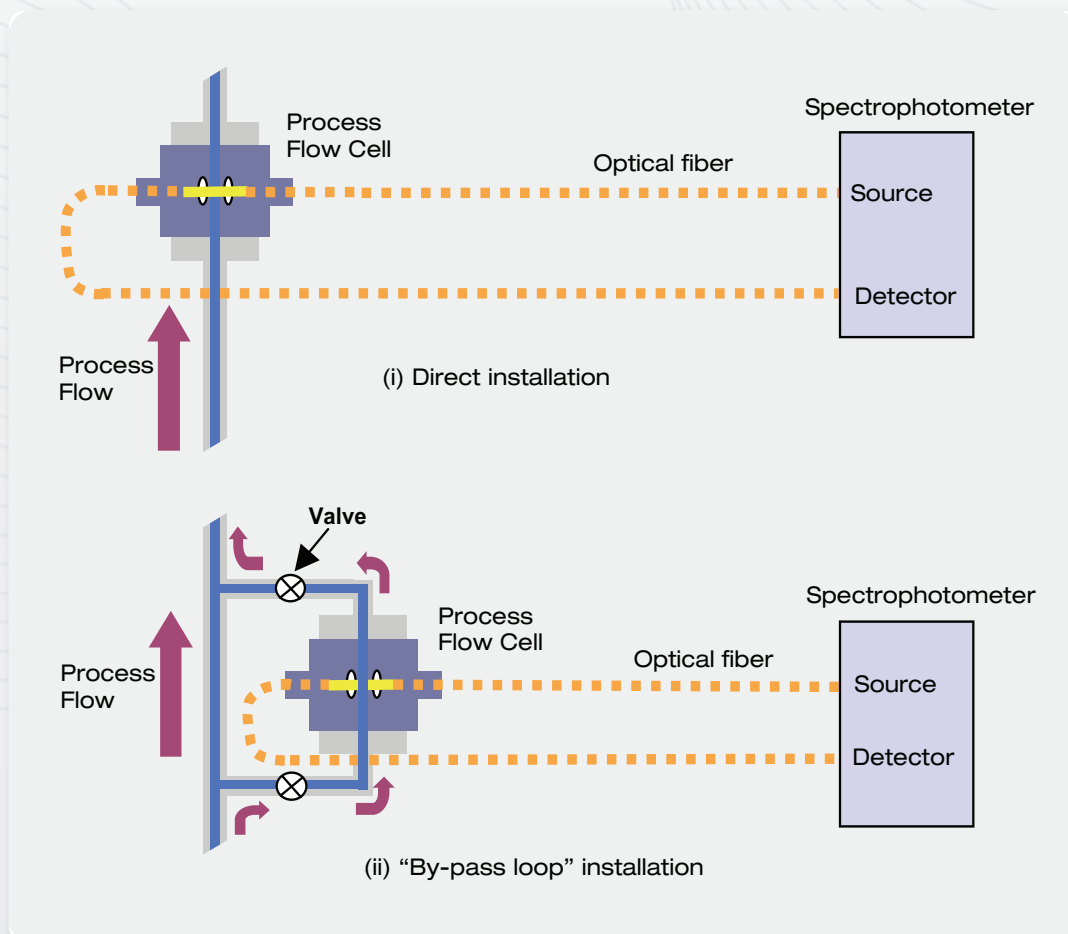 Spectrophotometer
Process
Flow Cell
Optical fiber
Source
Detector
Process
Flow
(i) Direct installation
Valve
Spectrophotometer
Process
Flow Cell
Optical fiber
Source
Process
Flow
Detector
(ii) “By-pass loop” installation